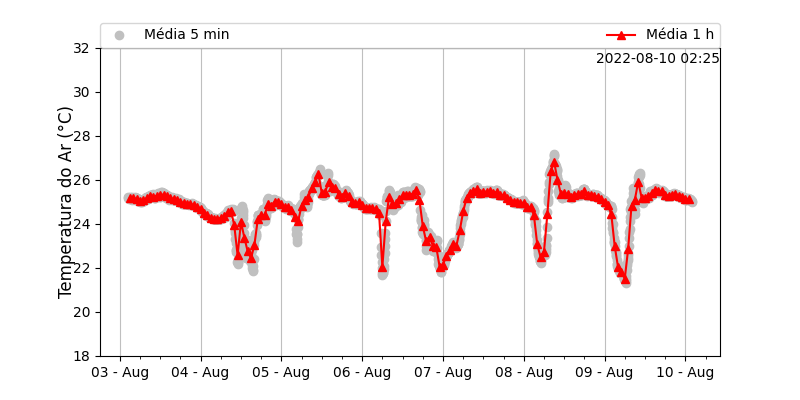 Média 5 min
Média 1 h
2022-08-10 02:25
Temperatura do Ar (°C)
32
30
28
26
24
22
20
18
03 - Aug
04 - Aug
05 - Aug
06 - Aug
07 - Aug
08 - Aug
09 - Aug
10 - Aug